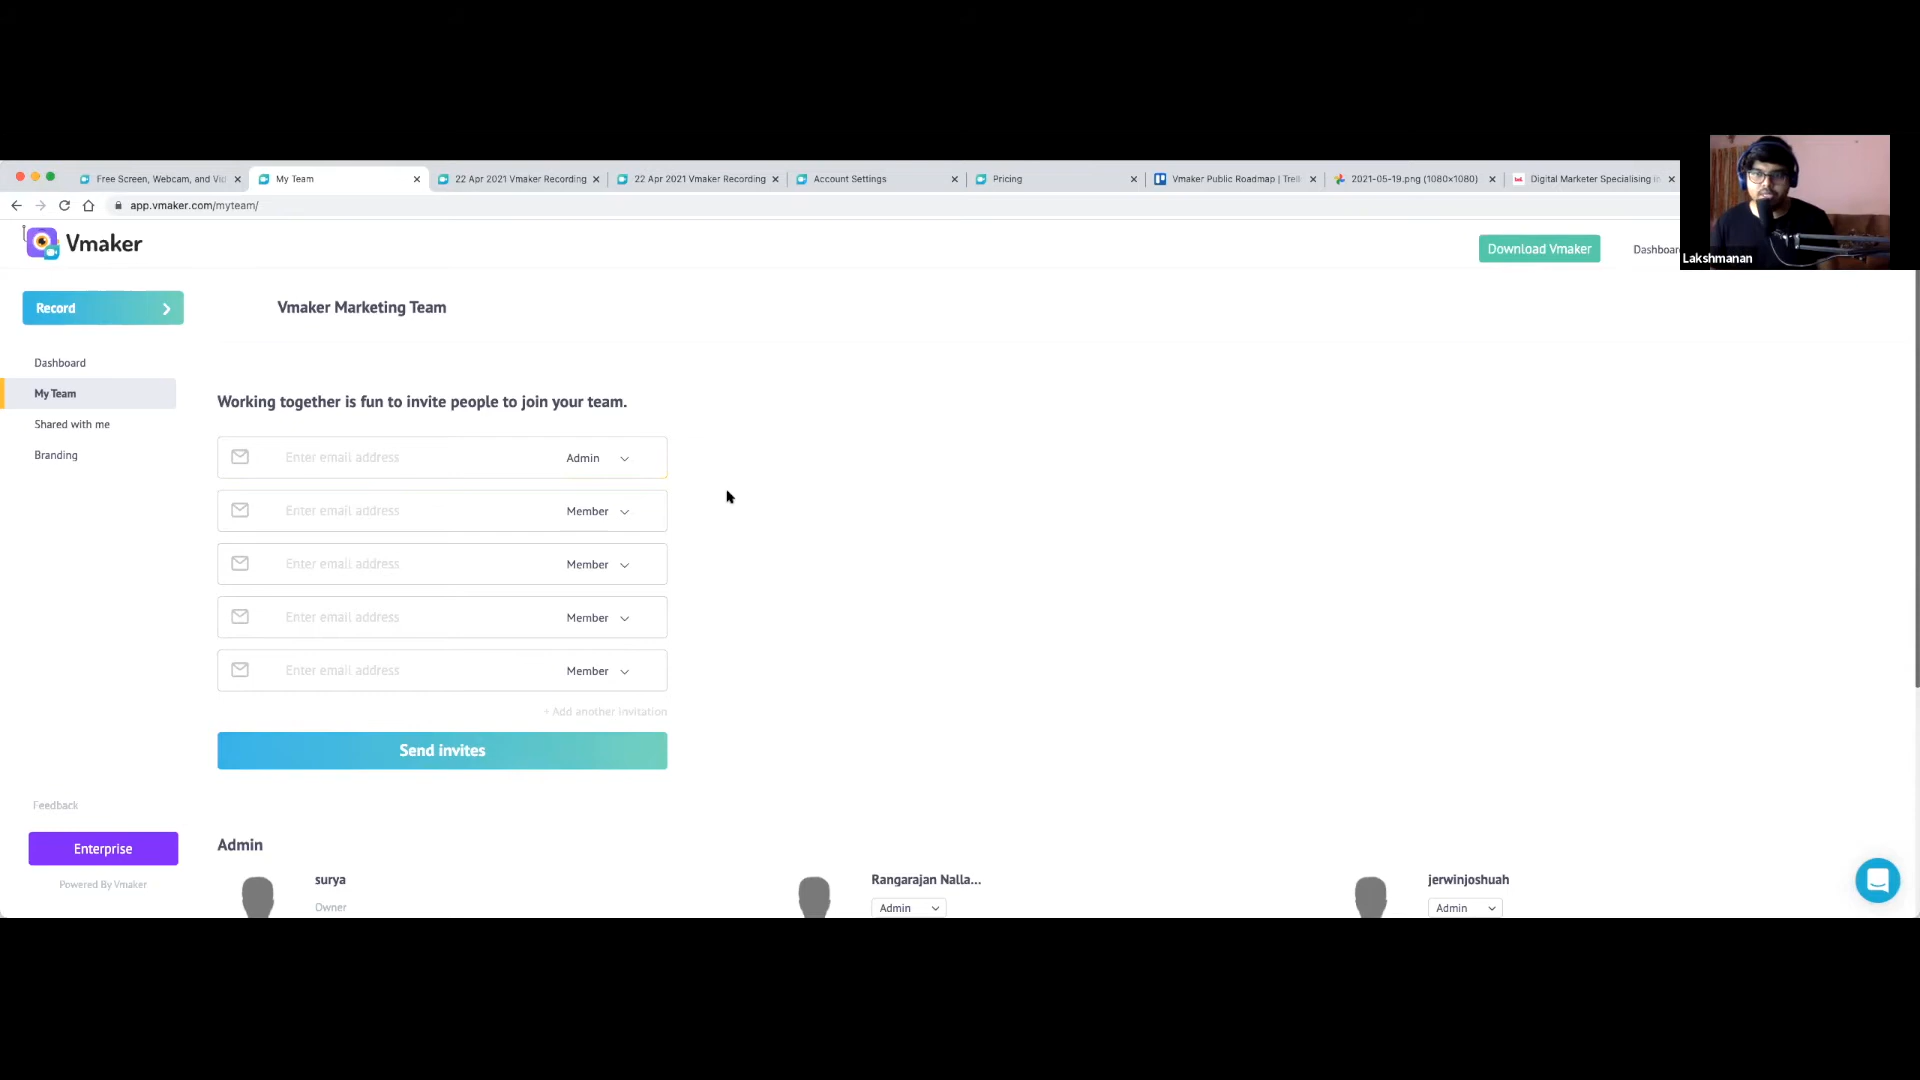 Free Screen, Webcam, and Vid
My Team
22 Apr 2021 Vmaker Recording
22 Apr 2021 Vmaker Recording
Account Settings
Pricing
Vmaker Public Roadmap | Trell
2021-05-19.png (1080×1080)
Digital Marketer Specialising in
app.vmaker.com/myteam/
Vmaker
Download Vmaker
Dashboar
Lakshmanan
Record
Vmaker Marketing Team
Dashboard
My Team
Shared with me
Branding
Working together is fun to invite people to join your team.
Enter email address Admin
Enter email address Member
Enter email address Member
Enter email address Member
Enter email address Member
+ Add another invitation
Send invites
Feedback
Enterprise
Powered By Vmaker
Admin
surya
Owner
Rangarajan Nalla...
Admin
jerwinjoshuah
Admin